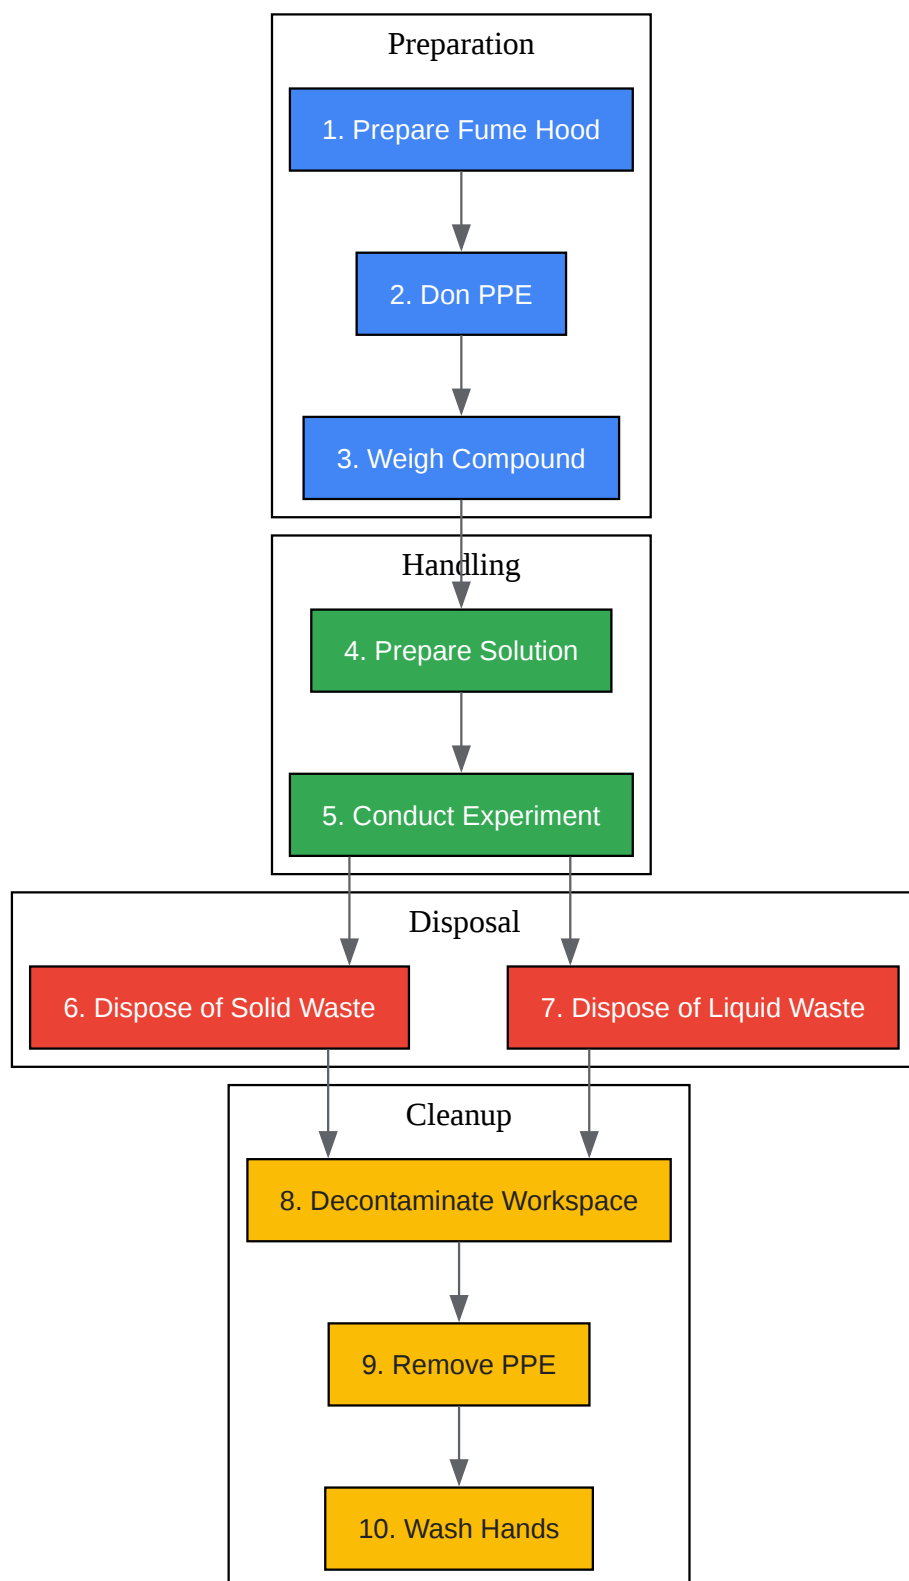 Preparation
1. Prepare Fume Hood
2. Don PPE
3. Weigh Compound
Handling
4. Prepare Solution
5. Conduct Experiment
Disposal
6. Dispose of Solid Waste
7. Dispose of Liquid Waste
Cleanup
8. Decontaminate Workspace
9. Remove PPE
10. Wash Hands